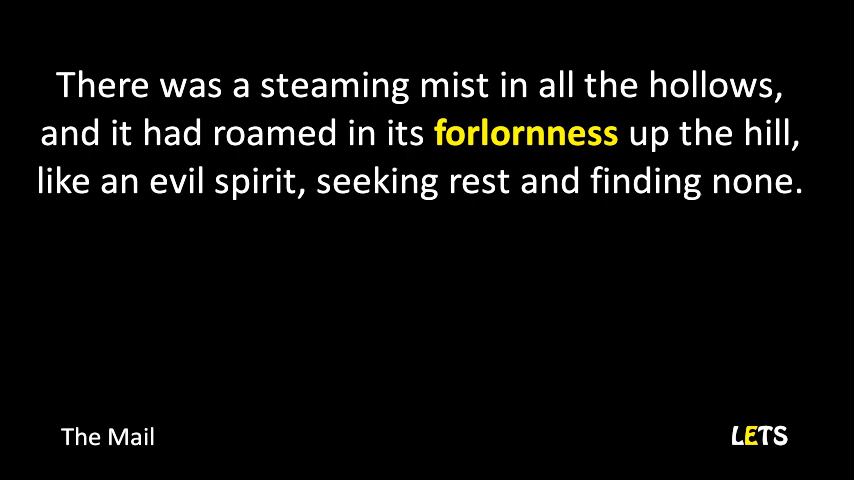 There was a steaming mist in all the hollows,
and it had roamed in its forlornness up the hill,
like an evil spirit, seeking rest and finding none.
The Mail
LETS